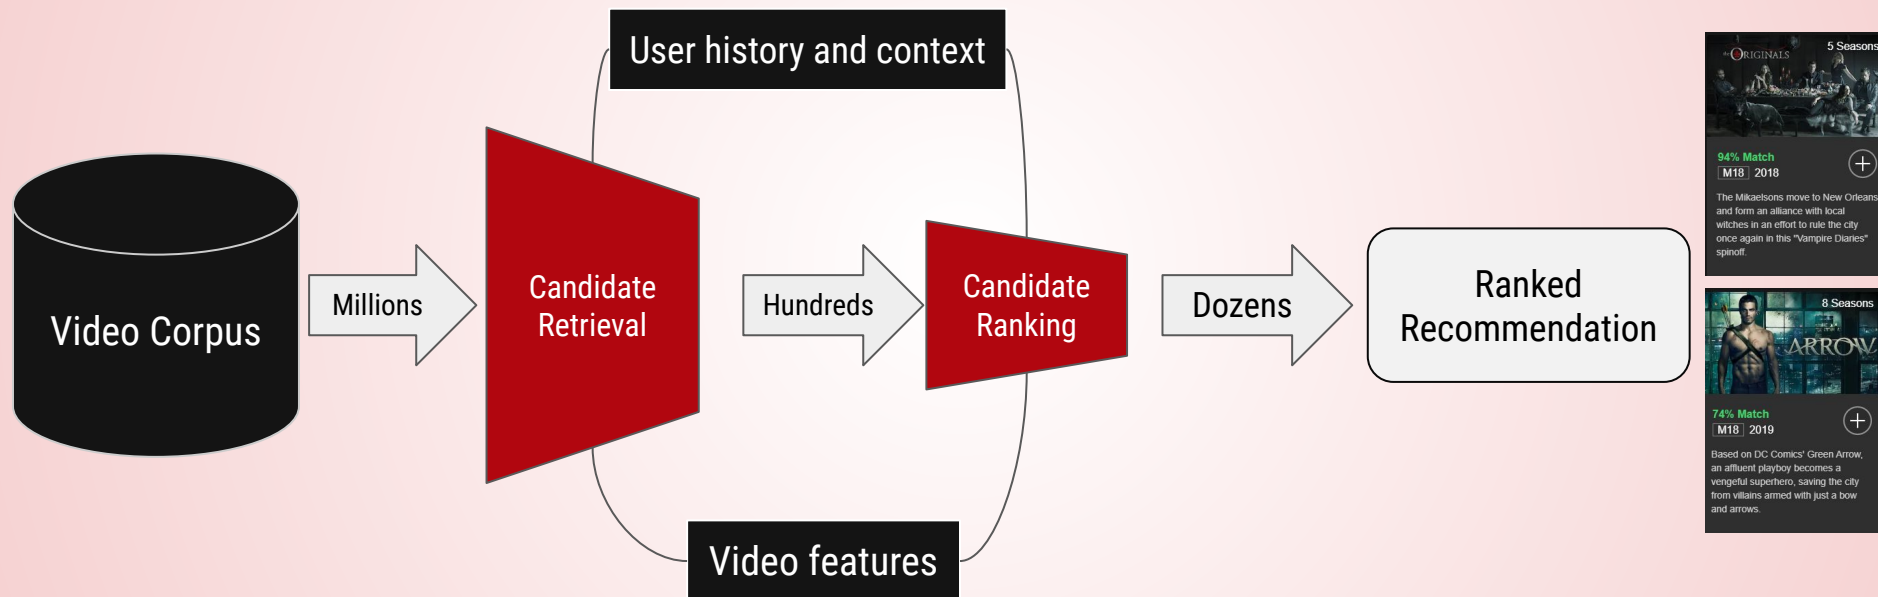 User history and context
Video Corpus
Millions
Candidate
Retrieval
Hundreds
Candidate
Ranking
Dozens
Ranked
Recommendation
Video features
5 Seasons
the ORIGINALS
94% Match
M18 2018
The Mikaelsons move to New Orleans
and form an alliance with local
witches in an effort to rule the city
once again in this "Vampire Diaries"
spinoff.
8 Seasons
ARROW
74% Match
M18 2019
Based on DC Comics' Green Arrow,
an affluent playboy becomes a
vengeful superhero, saving the city
from villains armed with just a bow
and arrows.